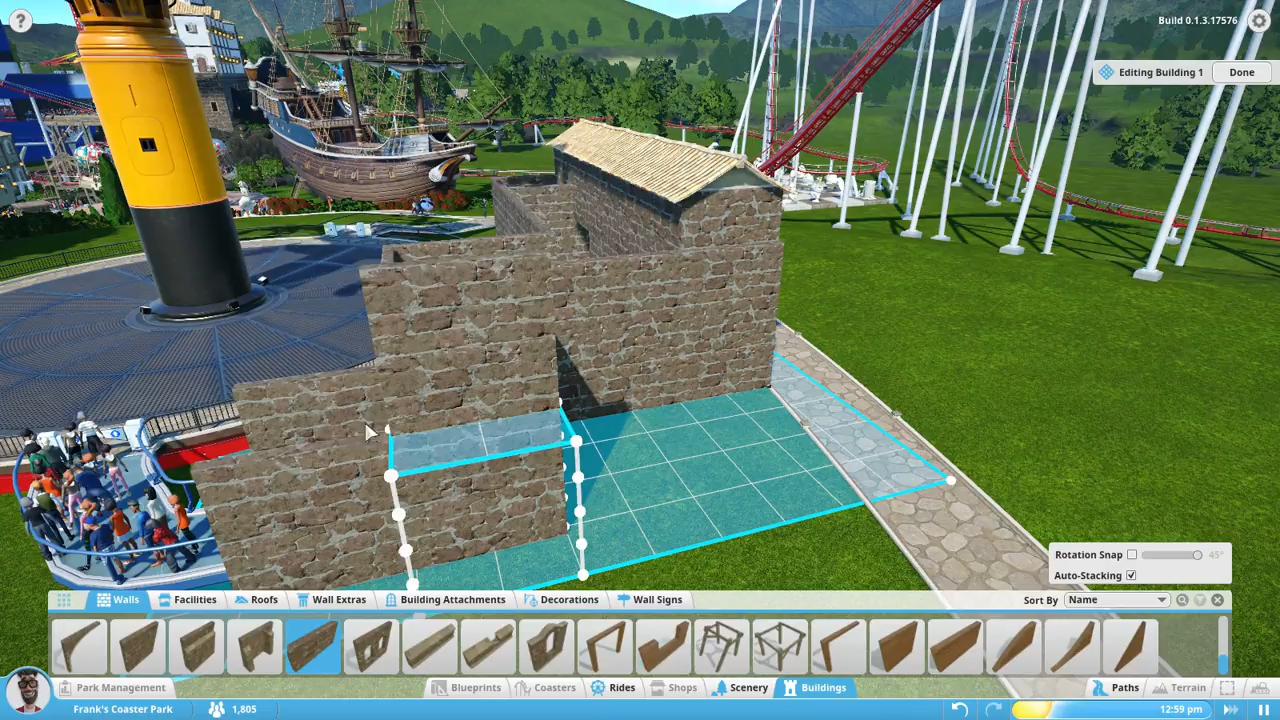 ?
Build 0.1.3.17576
Editing Building 1 Done
Rotation Snap 45°
Auto-Stacking
Walls Facilities Roofs Wall Extras Building Attachments Decorations Wall Signs Sort By Name
Park Management Blueprints Coasters Rides Shops Scenery Buildings Paths Terrain
Frank's Coaster Park 1,805 12:59 pm